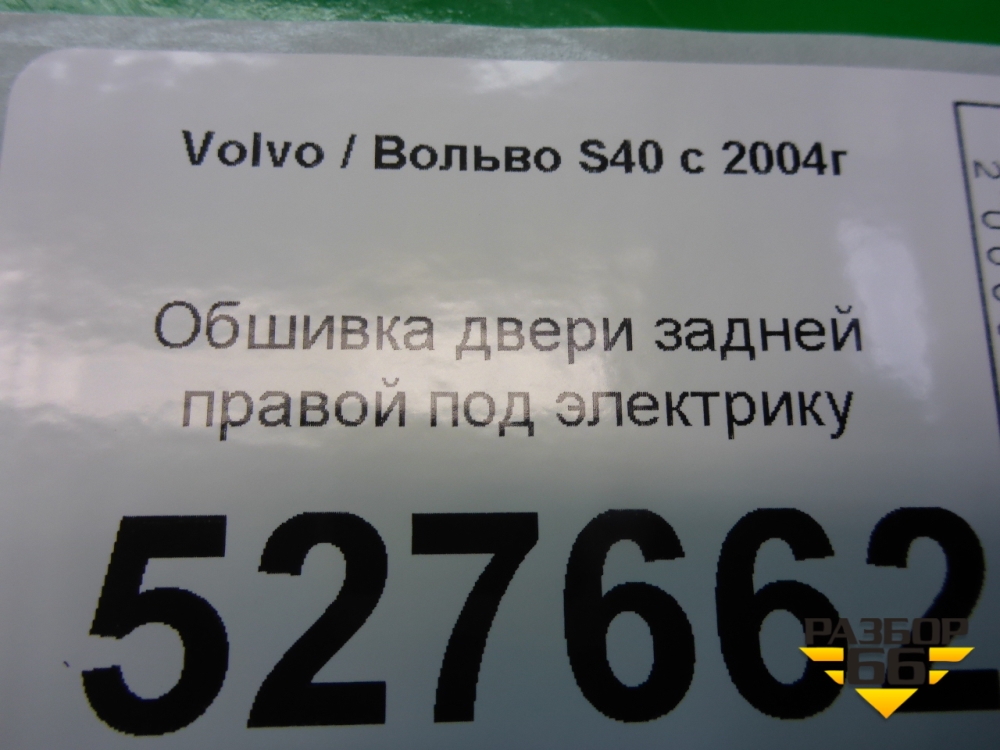 Volvo / Вольво S40 с 2004г
Обшивка двери задней
правой под электрику
527662
РАЗБОР
66